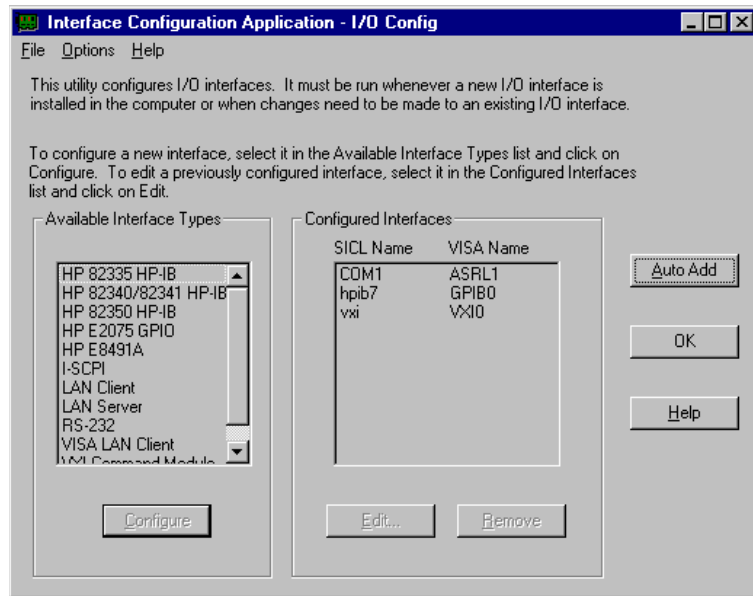 Interface Configuration Application - I/O Config
File Options Help
This utility configures I/O interfaces. It must be run whenever a new I/O interface is
installed in the computer or when changes need to be made to an existing I/O interface.
To configure a new interface, select it in the Available Interface Types list and click on
Configure. To edit a previously configured interface, select it in the Configured Interfaces
list and click on Edit.
Available Interface Types
HP 82335 HP-IB
HP 82340/82341 HP-IB
HP 82350 HP-IB
HP E2075 GPIO
HP E8491A
I-SCPI
LAN Client
LAN Server
RS-232
VISA LAN Client
VXI Command Module
Configure
Configured Interfaces
SICL Name VISA Name
COM1 ASRL1
hpib7 GPIB0
vxi VXI0
Edit...
Remove
Auto Add
OK
Help